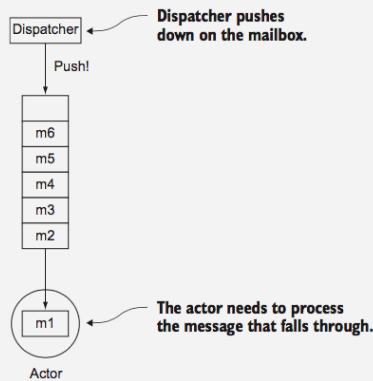 Dispatcher
Dispatcher pushes
down on the mailbox.
Push!
m6
m5
m4
m3
m2
m1
The actor needs to process
the message that falls through.
Actor